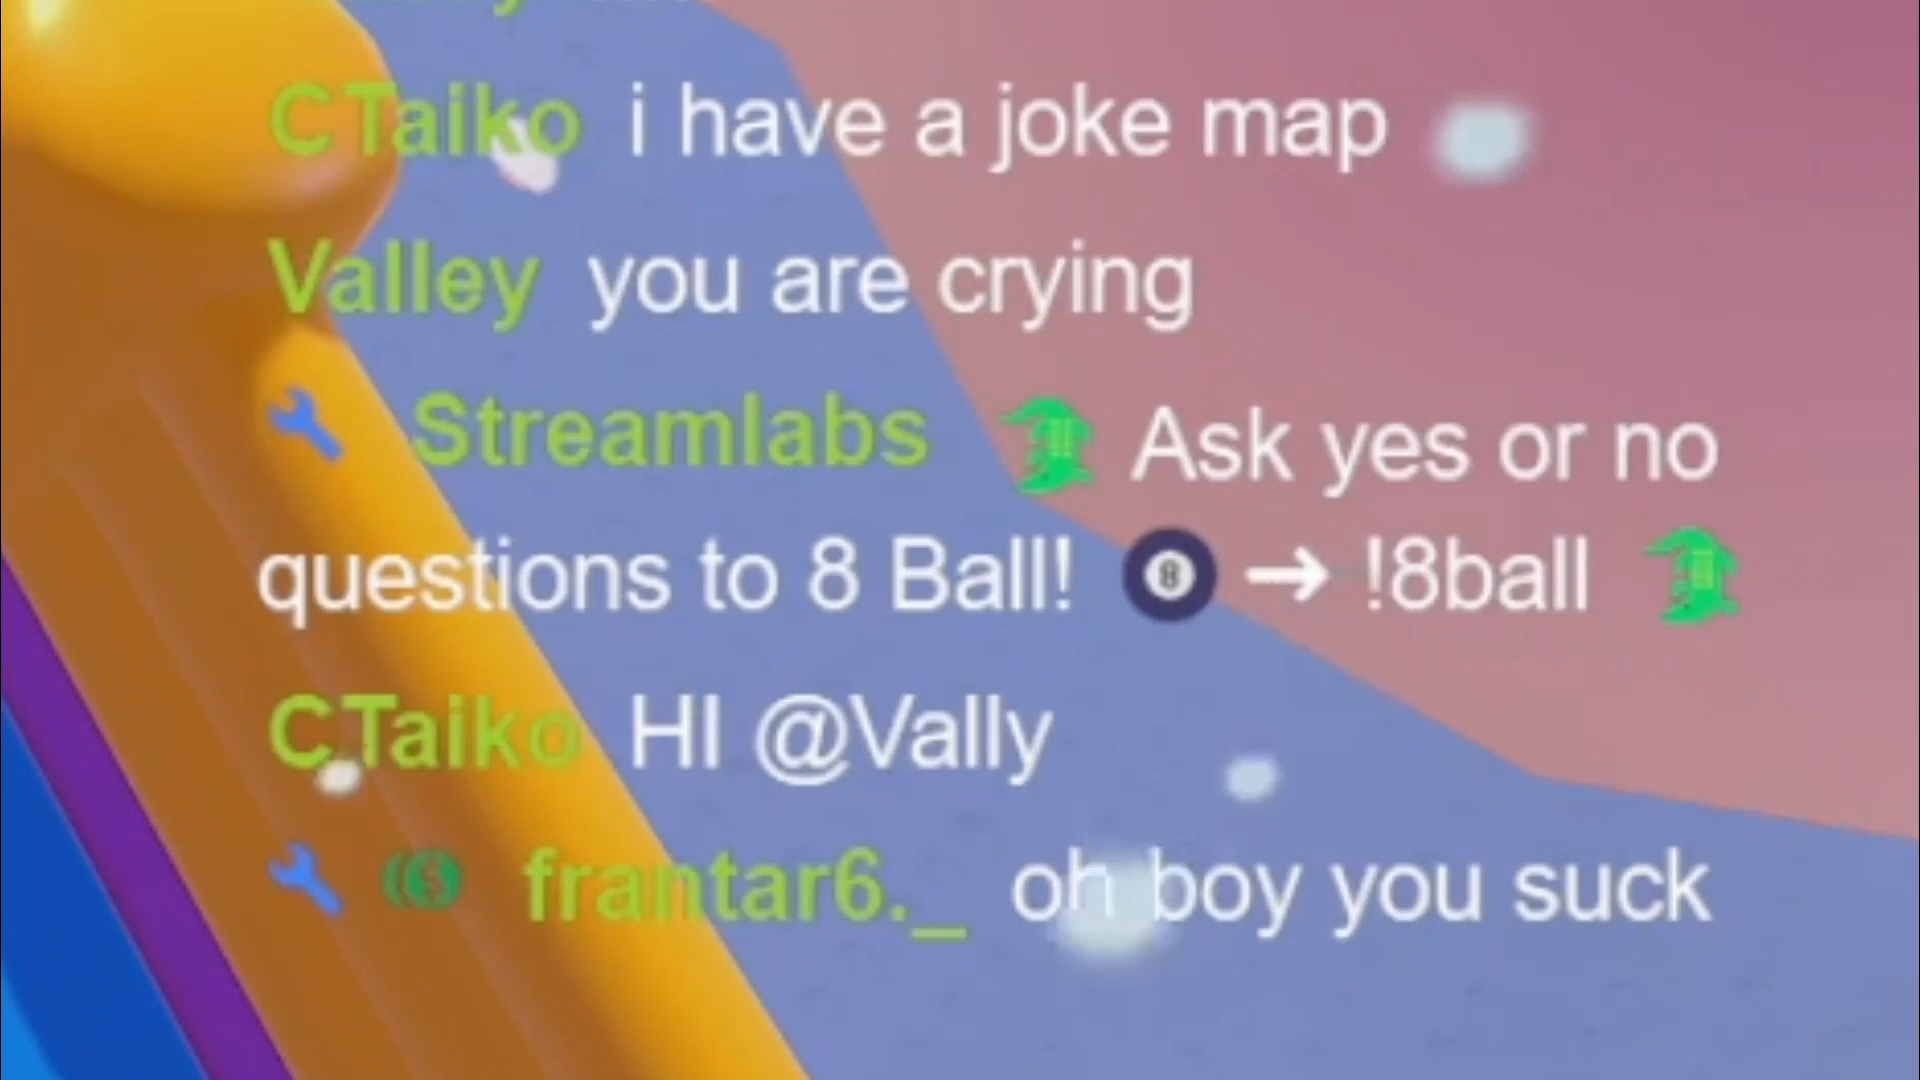 CTaiko i have a joke map
Valley you are crying
Streamlabs Ask yes or no
questions to 8 Ball! 8 → !8ball
CTaiko HI @Vally
frantar6._ oh boy you suck